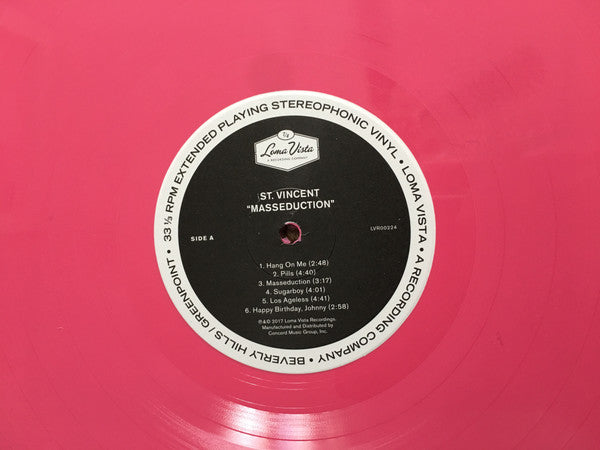 33 ⅓ RPM EXTENDED PLAYING STEREOPHONIC VINYL • LOMA VISTA • A RECORDING COMPANY • BEVERLY HILLS / GREENPOINT •
LV
Loma Vista
A RECORDING COMPANY
ST. VINCENT
"MASSEDUCTION"
SIDE A
LVR00224
1. Hang On Me (2:48)
2. Pills (4:40)
3. Masseduction (3:17)
4. Sugarboy (4:01)
5. Los Ageless (4:41)
6. Happy Birthday, Johnny (2:58)
℗&© 2017 Loma Vista Recordings.
Manufactured and Distributed by
Concord Music Group, Inc.